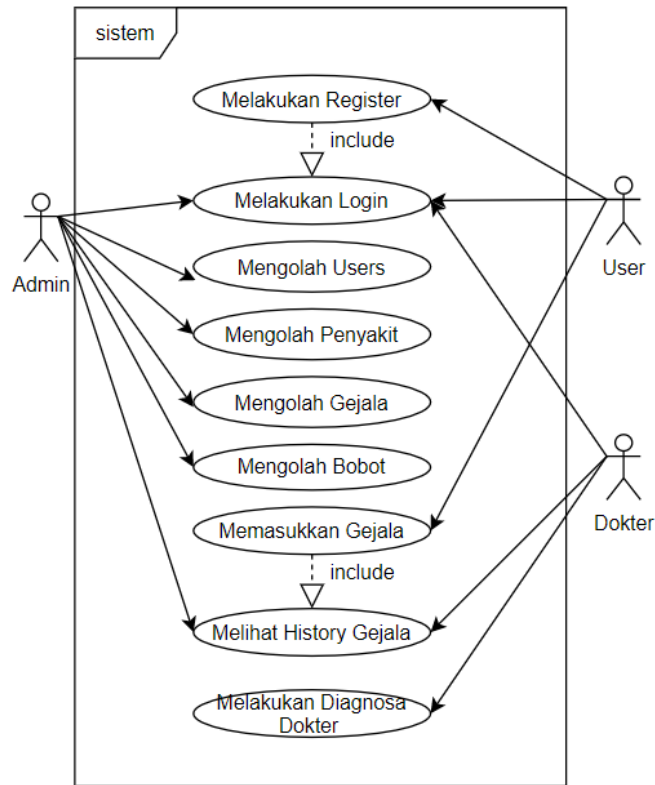 sistem
Melakukan Register
include
Melakukan Login
Admin
User
Mengolah Users
Mengolah Penyakit
Mengolah Gejala
Mengolah Bobot
Dokter
Memasukkan Gejala
include
Melihat History Gejala
Melakukan Diagnosa
Dokter